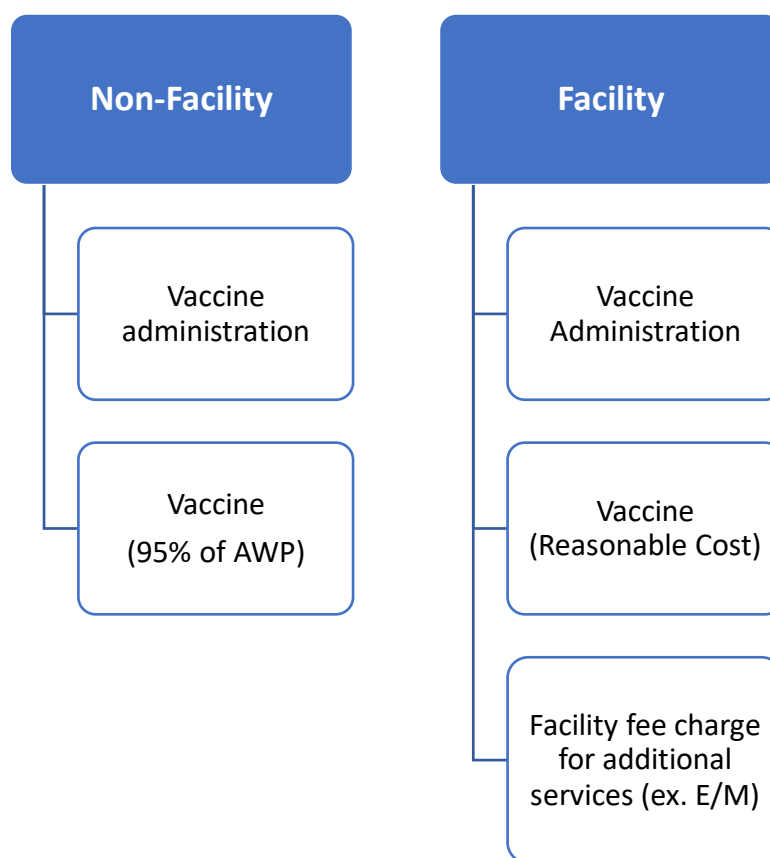 Non-Facility
Vaccine
administration
Vaccine
(95% of AWP)
Facility
Vaccine
Administration
Vaccine
(Reasonable Cost)
Facility fee charge
for additional
services (ex. E/M)